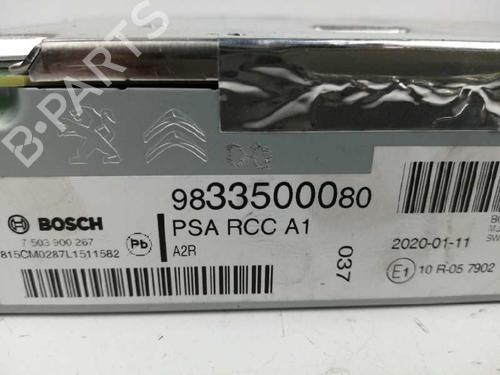 B-PARTS
9833500080
BOSCH
PSA RCC A1
7 503 900 267
Pb
A2R
815CM0287L1511582
037
2020-01-11
E1 10 R-05 7902